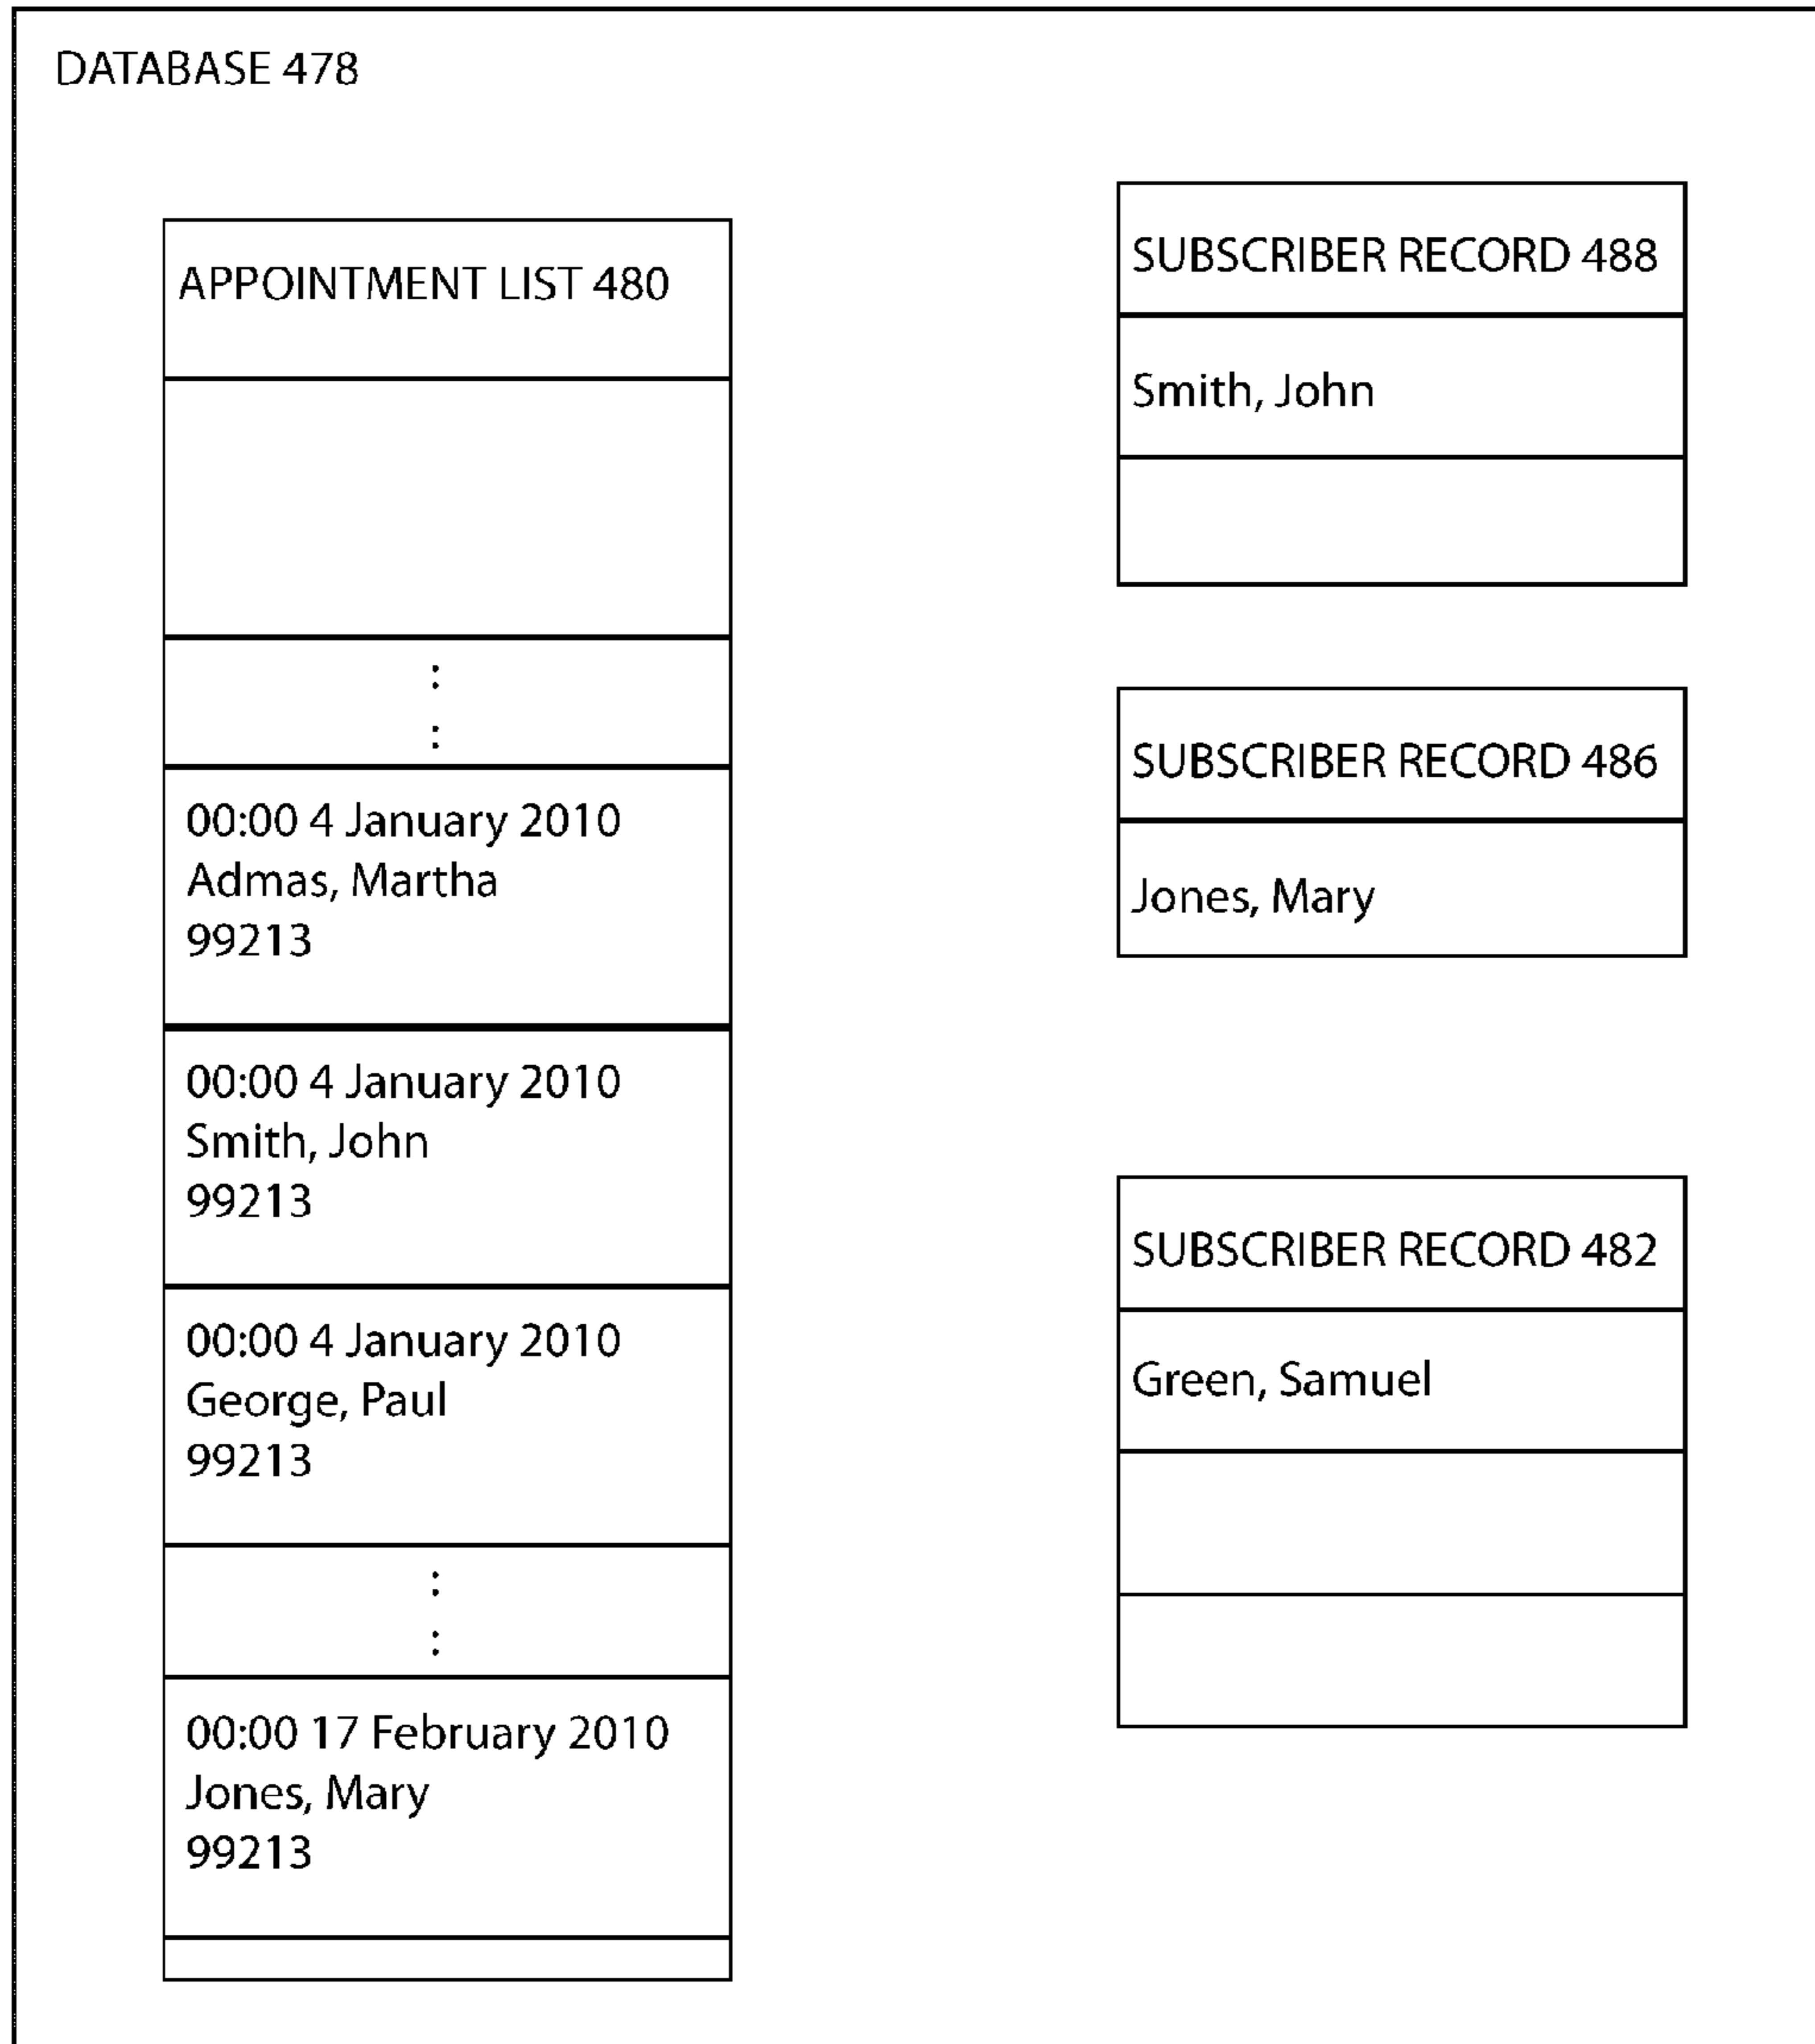 DATABASE 478
APPOINTMENT LIST 480
:
:
00:00 4 January 2010
Admas, Martha
99213
00:00 4 January 2010
Smith, John
99213
00:00 4 January 2010
George, Paul
99213
:
:
00:00 17 February 2010
Jones, Mary
99213
SUBSCRIBER RECORD 488
Smith, John
SUBSCRIBER RECORD 486
Jones, Mary
SUBSCRIBER RECORD 482
Green, Samuel